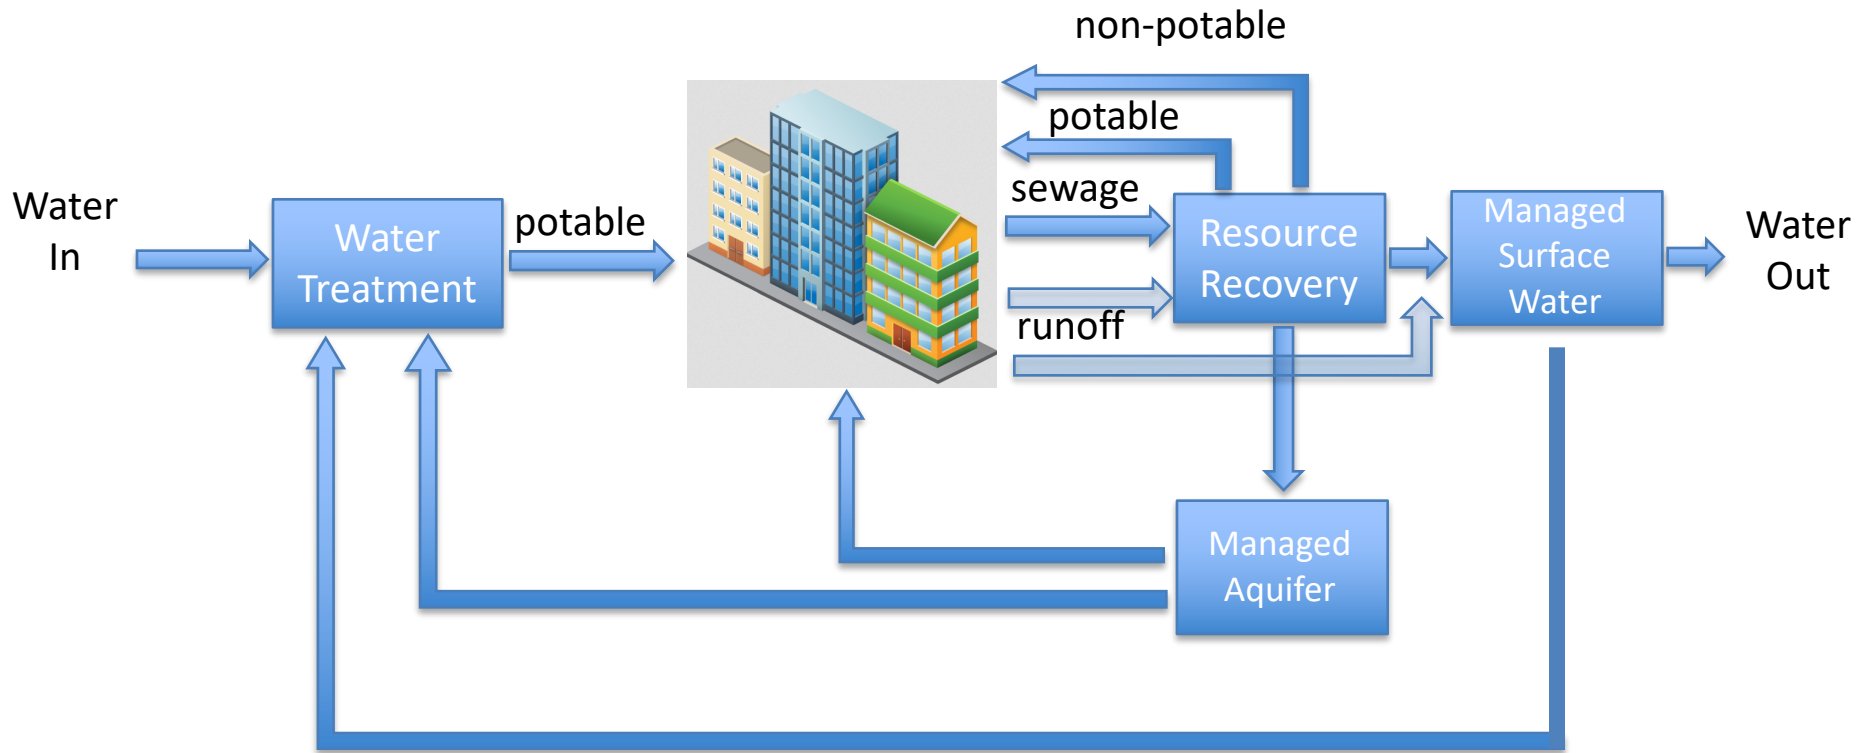 non-potable
potable
sewage
Water
In
Water
Treatment
potable
Resource
Recovery
Managed
Surface
Water
Water
Out
runoff
Managed
Aquifer